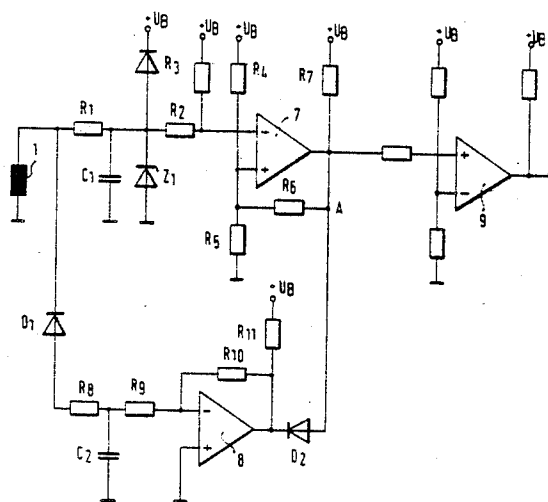 +UB
+UB
+UB
+UB
+UB
+UB
R3
R4
R7
R1
R2
7
1
C1
Z1
R6
A
9
R5
+UB
D1
R11
R10
R8
R9
C2
8
D2